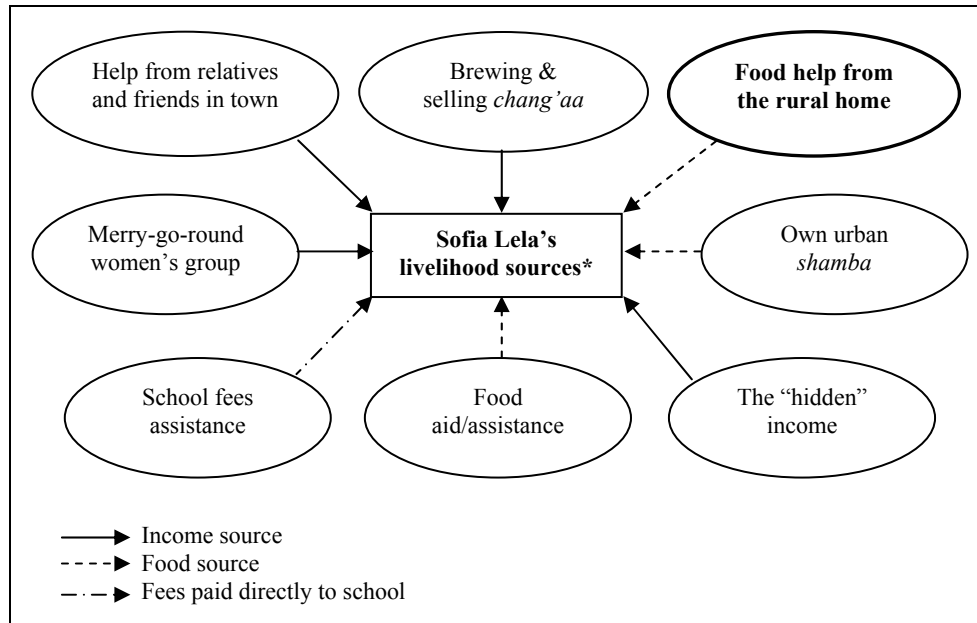 Help from relatives
and friends in town
Brewing &
selling chang’aa
Food help from
the rural home
Merry-go-round
women’s group
Sofia Lela’s
livelihood sources*
Own urban
shamba
School fees
assistance
Food
aid/assistance
The “hidden”
income
Income source
Food source
Fees paid directly to school